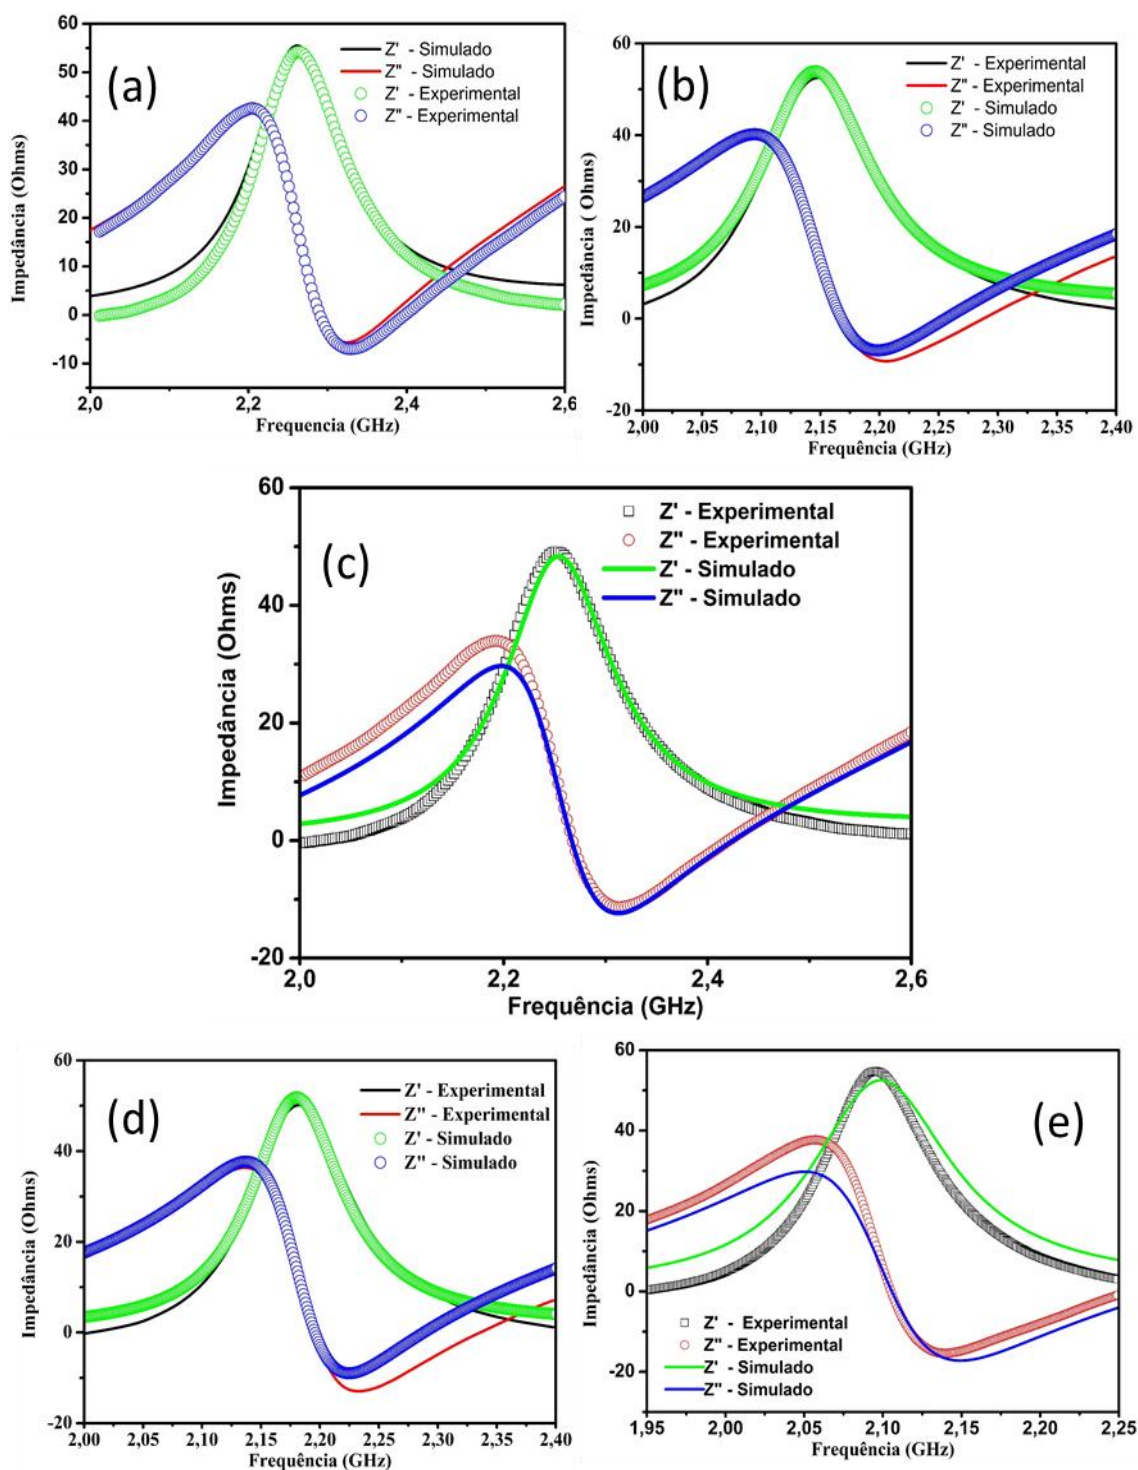 (a)
Z' - Simulado
Z" - Simulado
Z' - Experimental
Z" - Experimental
Impedância (Ohms)
60
50
40
30
20
10
0
-10
2,0
2,2
2,4
2,6
Frequencia (GHz)
(b)
Z' - Experimental
Z" - Experimental
Z' - Simulado
Z" - Simulado
Impedância ( Ohms)
60
40
20
0
-20
2,00 2,05 2,10 2,15 2,20 2,25 2,30 2,35 2,40
Frequência (GHz)
(c)
Z' - Experimental
Z" - Experimental
Z' - Simulado
Z" - Simulado
Impedância (Ohms)
60
40
20
0
-20
2,0
2,2
2,4
2,6
Frequência (GHz)
(d)
Z' - Experimental
Z" - Experimental
Z' - Simulado
Z" - Simulado
Impedância (Ohms)
60
40
20
0
-20
2,00 2,05 2,10 2,15 2,20 2,25 2,30 2,35 2,40
Frequência (GHz)
(e)
Z' - Experimental
Z" - Experimental
Z' - Simulado
Z" - Simulado
Impedância (Ohms)
60
40
20
0
-20
1,95 2,00 2,05 2,10 2,15 2,20 2,25
Frequência (GHz)